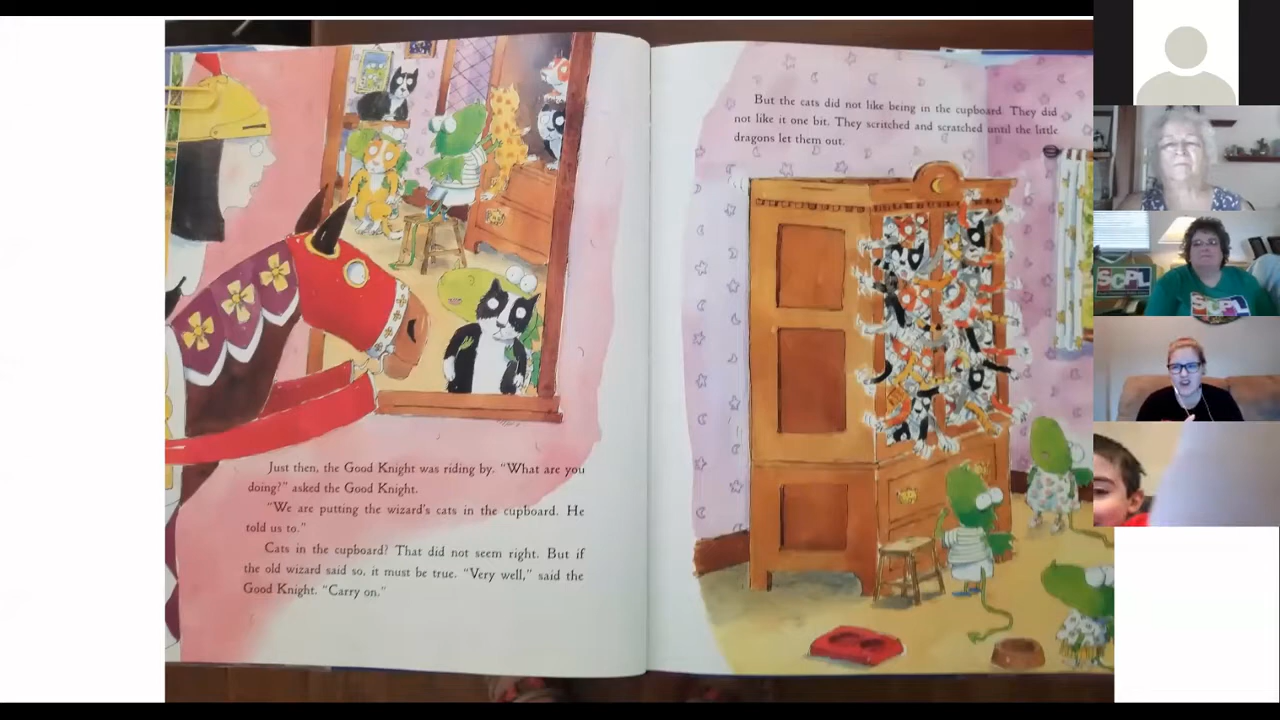 Just then, the Good Knight was riding by. "What are you
doing?" asked the Good Knight.
"We are putting the wizard's cats in the cupboard. He
told us to."
Cats in the cupboard? That did not seem right. But if
the old wizard said so, it must be true. "Very well," said the
Good Knight. "Carry on."
But the cats did not like being in the cupboard. They did
not like it one bit. They scritched and scratched until the little
dragons let them out.
SCPL
SCPL